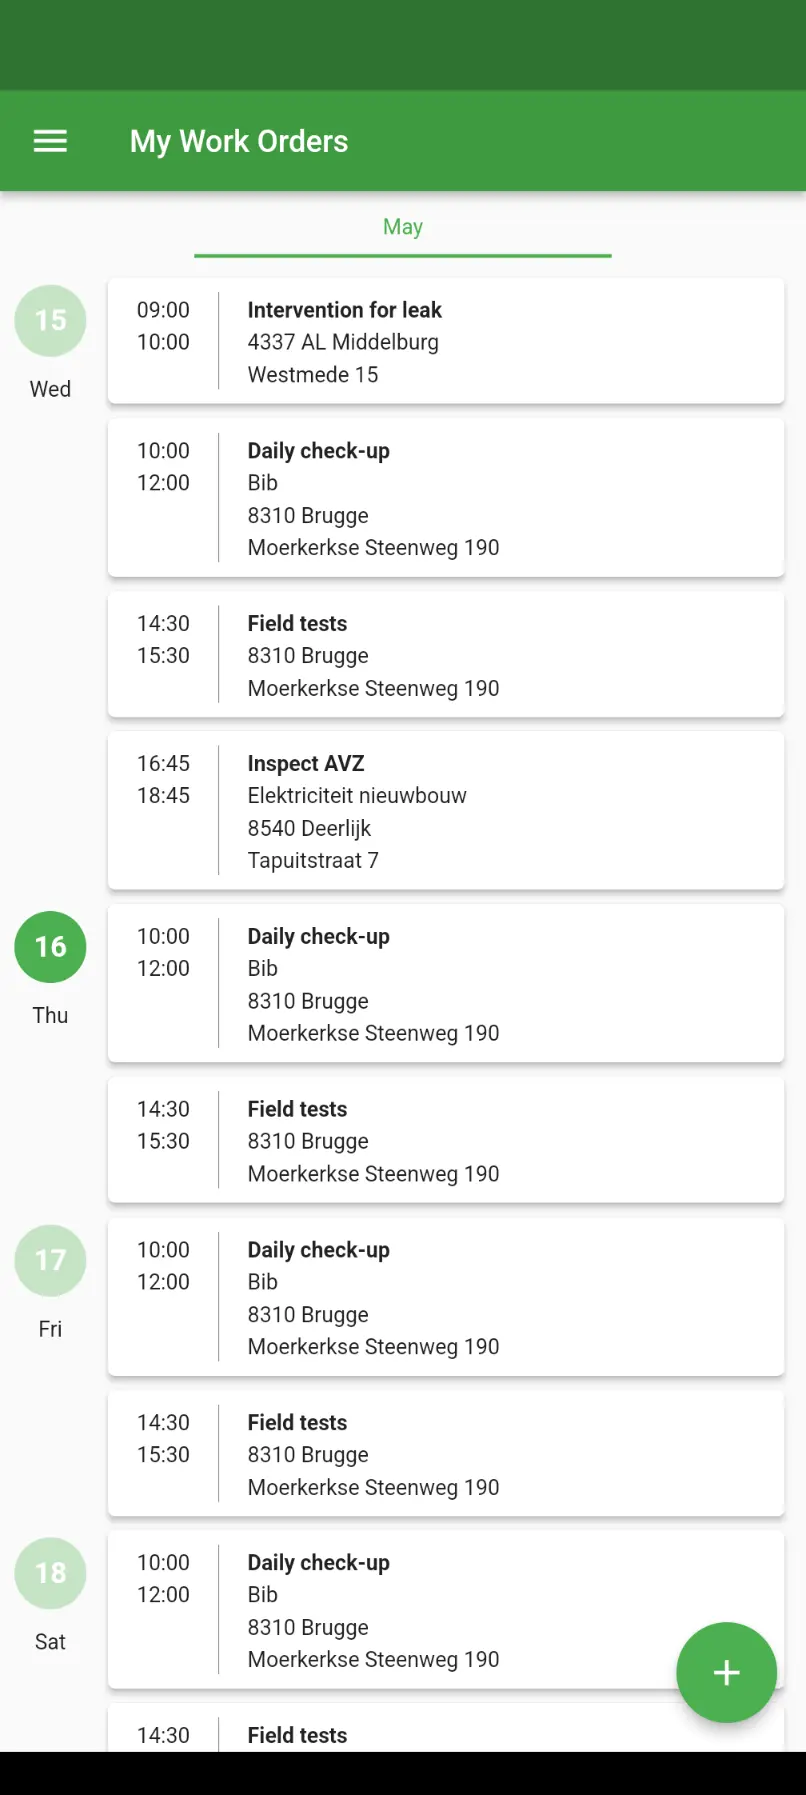 My Work Orders
May
15
Wed
09:00
10:00
Intervention for leak
4337 AL Middelburg
Westmede 15
10:00
12:00
Daily check-up
Bib
8310 Brugge
Moerkerkse Steenweg 190
14:30
15:30
Field tests
8310 Brugge
Moerkerkse Steenweg 190
16:45
18:45
Inspect AVZ
Elektriciteit nieuwbouw
8540 Deerlijk
Tapuitstraat 7
16
Thu
10:00
12:00
Daily check-up
Bib
8310 Brugge
Moerkerkse Steenweg 190
14:30
15:30
Field tests
8310 Brugge
Moerkerkse Steenweg 190
17
Fri
10:00
12:00
Daily check-up
Bib
8310 Brugge
Moerkerkse Steenweg 190
14:30
15:30
Field tests
8310 Brugge
Moerkerkse Steenweg 190
18
Sat
10:00
12:00
Daily check-up
Bib
8310 Brugge
Moerkerkse Steenweg 190
14:30
Field tests